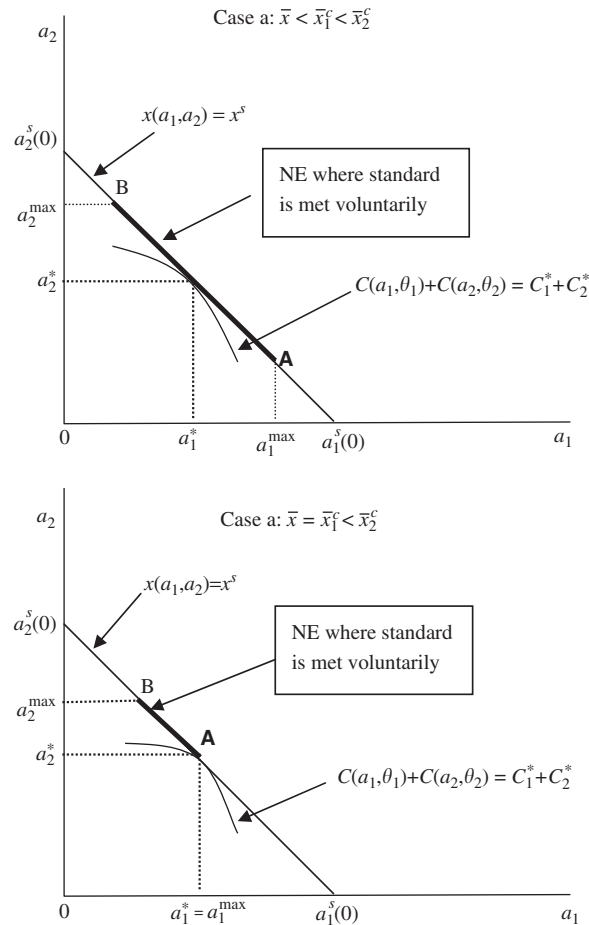 Case a: x̄ < x̄₁ᶜ < x̄₂ᶜ
a₂
x(a₁,a₂) = xˢ
a₂ˢ(0)
NE where standard
is met voluntarily
B
a₂ᵐᵃˣ
a₂*
C(a₁,θ₁)+C(a₂,θ₂) = C₁*+C₂*
A
0
a₁*
a₁ᵐᵃˣ
a₁ˢ(0)
a₁
Case a: x̄ = x̄₁ᶜ < x̄₂ᶜ
a₂
x(a₁,a₂)=xˢ
a₂ˢ(0)
NE where standard
is met voluntarily
B
a₂ᵐᵃˣ
A
a₂*
C(a₁,θ₁)+C(a₂,θ₂) = C₁*+C₂*
0
a₁* = a₁ᵐᵃˣ
a₁ˢ(0)
a₁